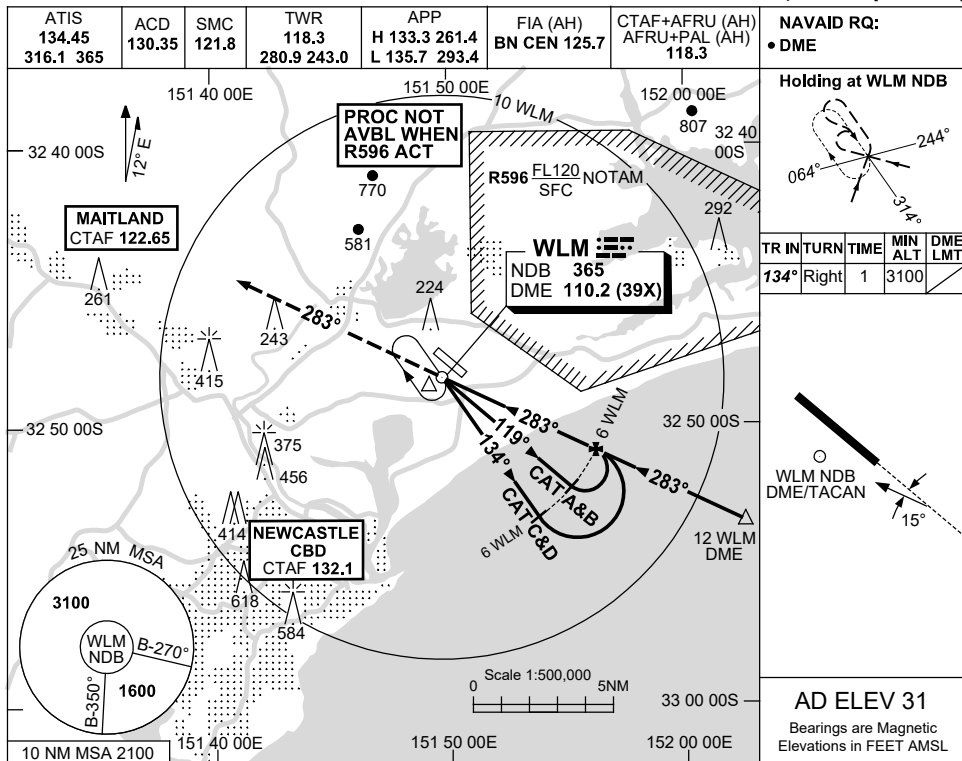 ATIS
134.45
316.1 365
ACD
130.35
SMC
121.8
TWR
118.3
280.9 243.0
APP
H 133.3 261.4
L 135.7 293.4
FIA (AH)
BN CEN 125.7
CTAF+AFRU (AH)
AFRU+PAL (AH)
118.3
NAVAID RQ:
• DME
151 40 00E
151 50 00E
152 00 00E
10 WLM
807
32 40 00S
32 40
00S
12° E
PROC NOT
AVBL WHEN
R596 ACT
770
581
R596 FL120 NOTAM
SFC
292
MAITLAND
CTAF 122.65
261
WLM
NDB 365
DME 110.2 (39X)
224
283°
243
415
32 50 00S
32 50 00S
283°
6 WLM
119°
134°
CAT A&B
CAT C&D
283°
375
456
6 WLM
12 WLM
DME
414
NEWCASTLE
CBD
CTAF 132.1
618
584
25 NM MSA
3100
WLM
NDB
B-270°
B-350°
1600
Scale 1:500,000
0 5NM
33 00 00S
10 NM MSA 2100
151 40 00E
151 50 00E
152 00 00E
Holding at WLM NDB
244°
064°
314°
TR IN TURN TIME MIN ALT DME LMT
134° Right 1 3100
WLM NDB
DME/TACAN
15°
AD ELEV 31
Bearings are Magnetic
Elevations in FEET AMSL